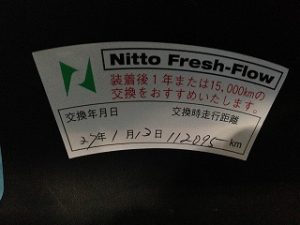 Nitto Fresh-Flow
装着後1年または15,000kmの
交換をおすすめいたします。
交換年月日 交換時走行距離
27年1月13日 112095 km